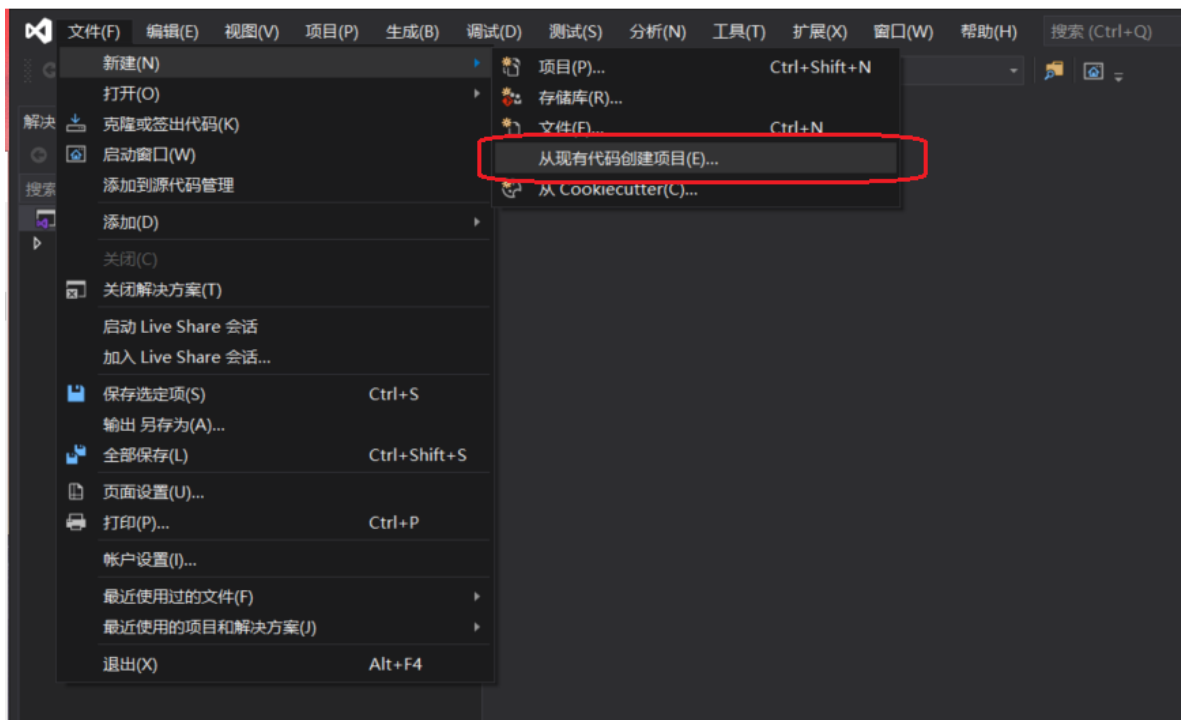 文件(F) 编辑(E) 视图(V) 项目(P) 生成(B) 调试(D) 测试(S) 分析(N) 工具(T) 扩展(X) 窗口(W) 帮助(H) 搜索 (Ctrl+Q)
新建(N)
打开(O)
克隆或签出代码(K)
启动窗口(W)
添加到源代码管理
添加(D)
关闭(C)
关闭解决方案(T)
启动 Live Share 会话
加入 Live Share 会话...
保存选定项(S) Ctrl+S
输出 另存为(A)...
全部保存(L) Ctrl+Shift+S
页面设置(U)...
打印(P)... Ctrl+P
帐户设置(I)...
最近使用过的文件(F)
最近使用的项目和解决方案(J)
退出(X) Alt+F4
项目(P)... Ctrl+Shift+N
存储库(R)...
文件(F)... Ctrl+N
从现有代码创建项目(E)...
从 Cookiecutter(C)...
解决
搜索